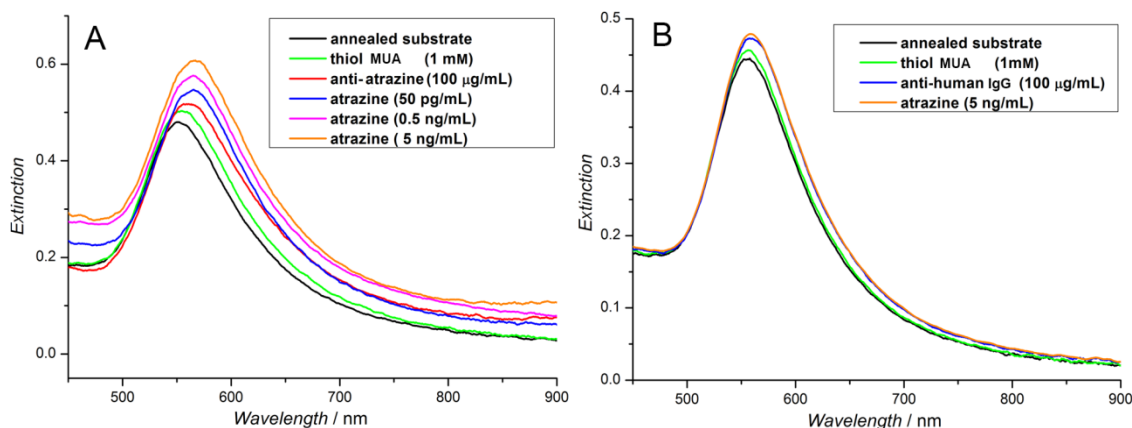 A
annealed substrate
thiol MUA (1 mM)
anti-atrazine (100 µg/mL)
atrazine (50 pg/mL)
atrazine (0.5 ng/mL)
atrazine ( 5 ng/mL)
0.6
0.4
0.2
0.0
Extinction
500 600 700 800 900
Wavelength / nm
B
annealed substrate
thiol MUA (1mM)
anti-human IgG (100 µg/mL)
atrazine (5 ng/mL)
0.5
0.4
0.3
0.2
0.1
0.0
Extinction
500 600 700 800 900
Wavelength / nm